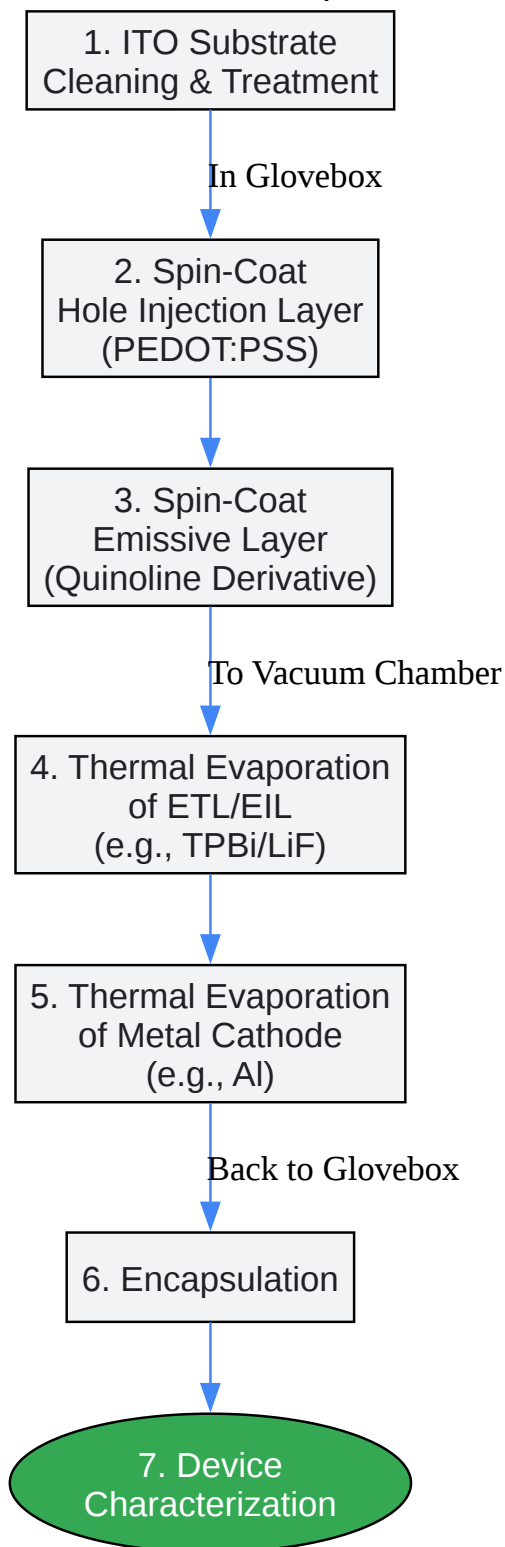 1. ITO Substrate
Cleaning & Treatment
In Glovebox
2. Spin-Coat
Hole Injection Layer
(PEDOT:PSS)
3. Spin-Coat
Emissive Layer
(Quinoline Derivative)
To Vacuum Chamber
4. Thermal Evaporation
of ETL/EIL
(e.g., TPBi/LiF)
5. Thermal Evaporation
of Metal Cathode
(e.g., Al)
Back to Glovebox
6. Encapsulation
7. Device
Characterization